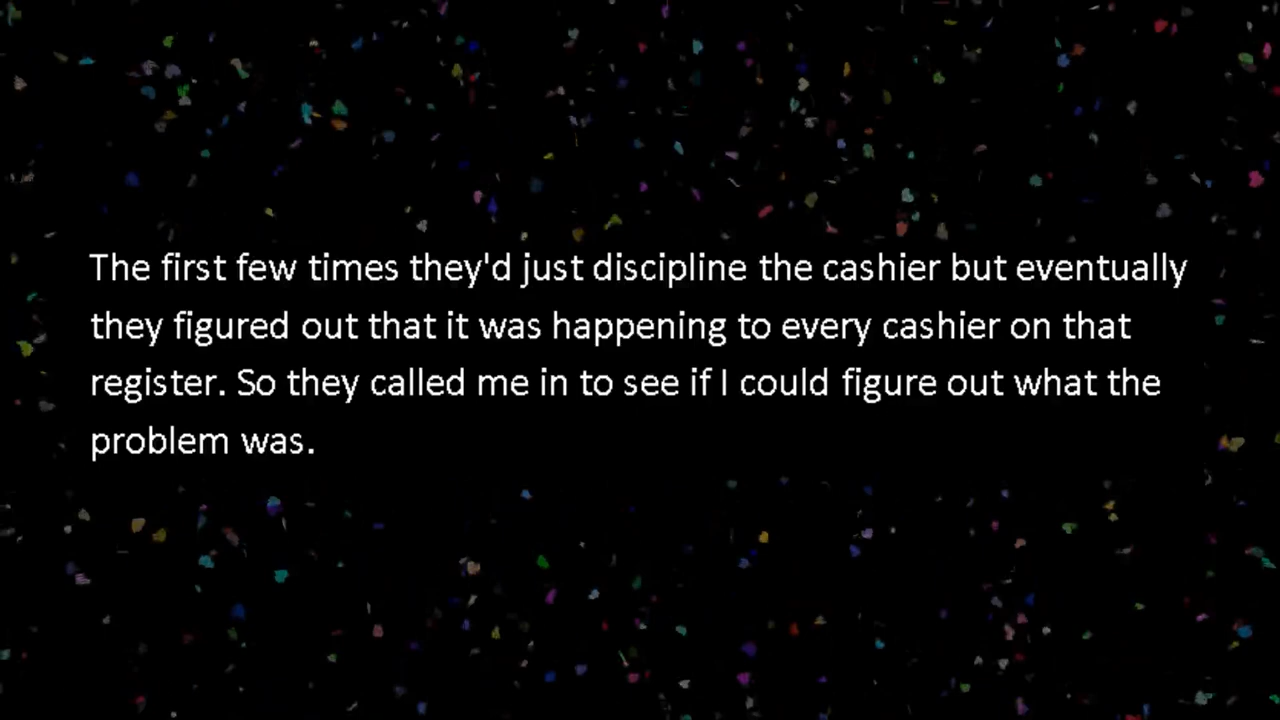 The first few times they'd just discipline the cashier but eventually
they figured out that it was happening to every cashier on that
register. So they called me in to see if I could figure out what the
problem was.